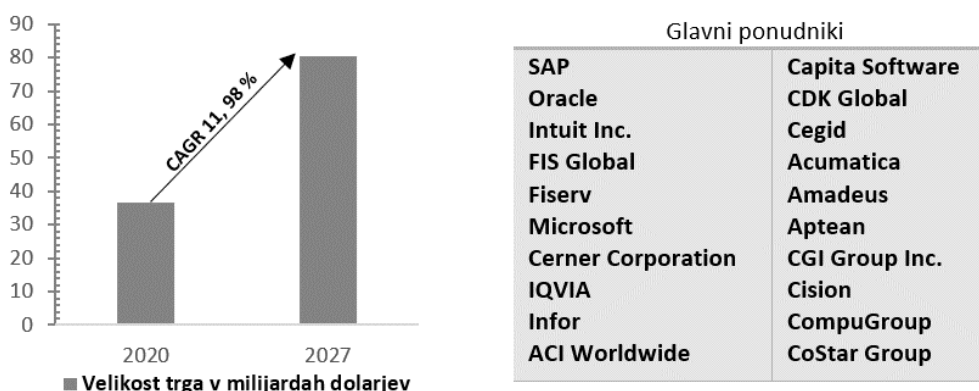 90
80
70
60
50
40
30
20
10
0
CAGR 11, 98 %
2020 2027
Velikost trga v milijardah dolarjev
Glavni ponudniki
SAP Capita Software
Oracle CDK Global
Intuit Inc. Cegid
FIS Global Acumatica
Fiserv Amadeus
Microsoft Aptean
Cerner Corporation CGI Group Inc.
IQVIA Cision
Infor CompuGroup
ACI Worldwide CoStar Group